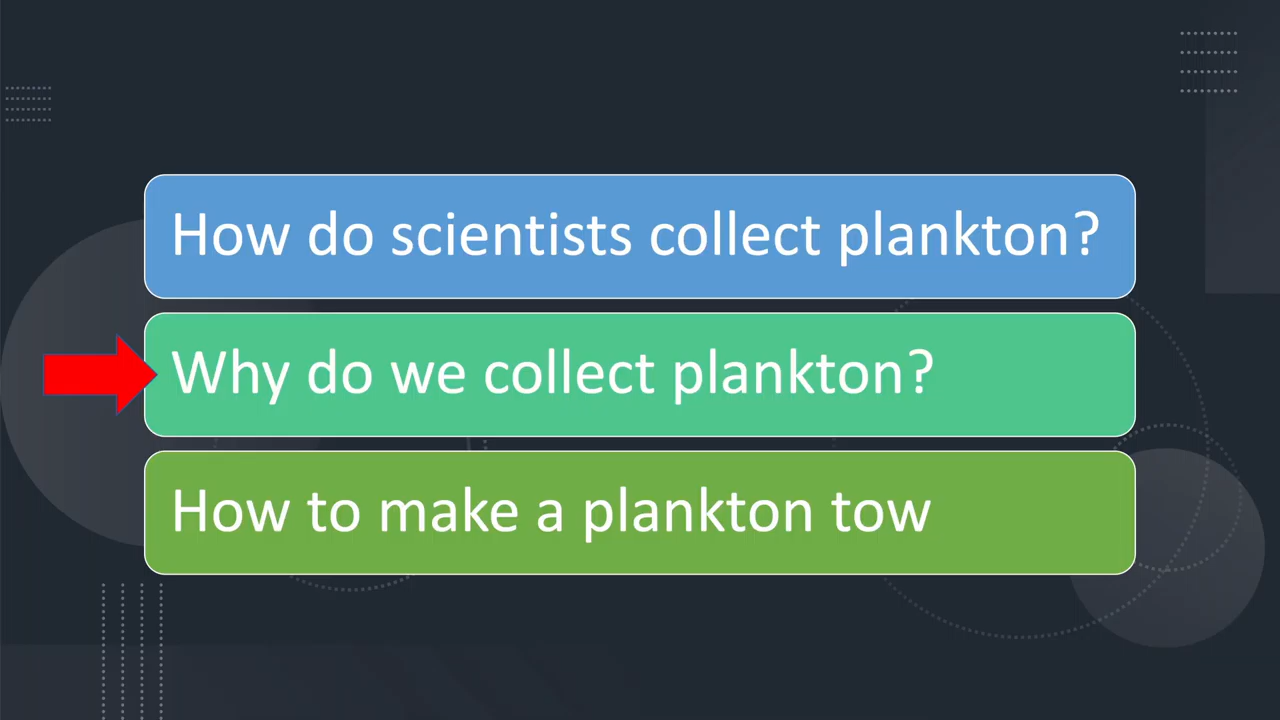 How do scientists collect plankton?
Why do we collect plankton?
How to make a plankton tow